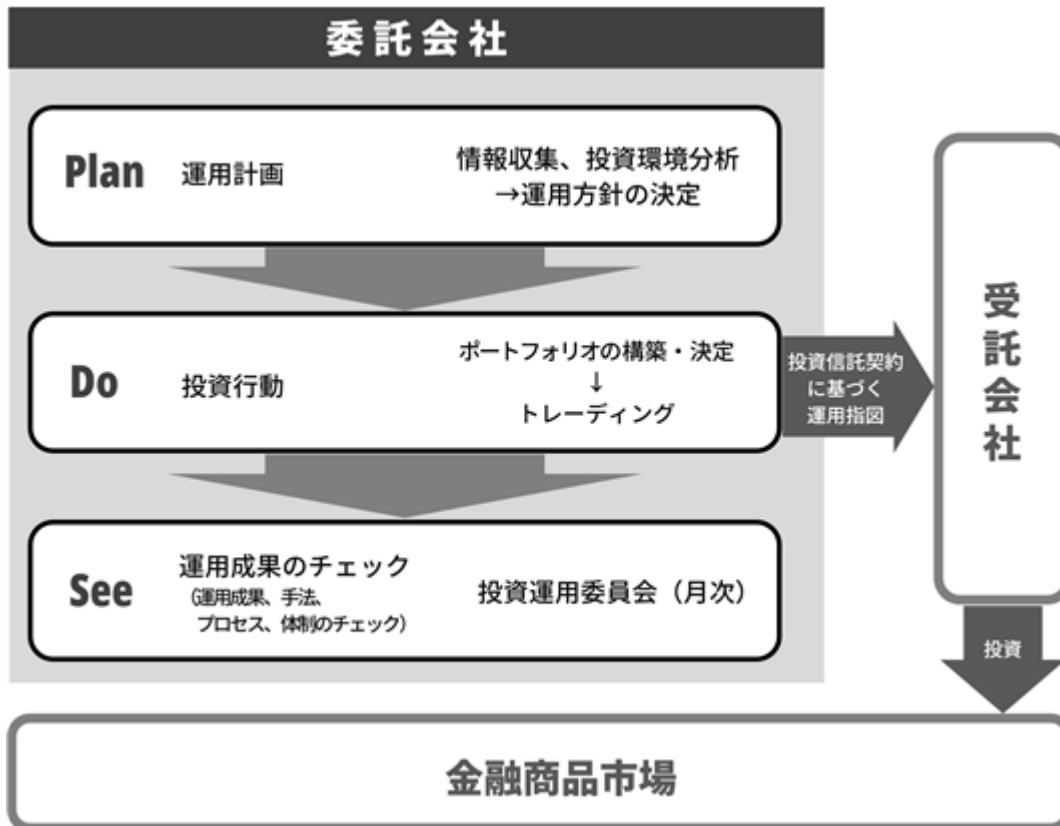 委託会社
Plan 運用計画
情報収集、投資環境分析
→運用方針の決定
Do 投資行動
ポートフォリオの構築・決定
↓
トレーディング
投資信託契約
に基づく
運用指図
受託会社
See 運用成果のチェック
(運用成果、手法、
プロセス、体制のチェック)
投資運用委員会（月次）
投資
金融商品市場